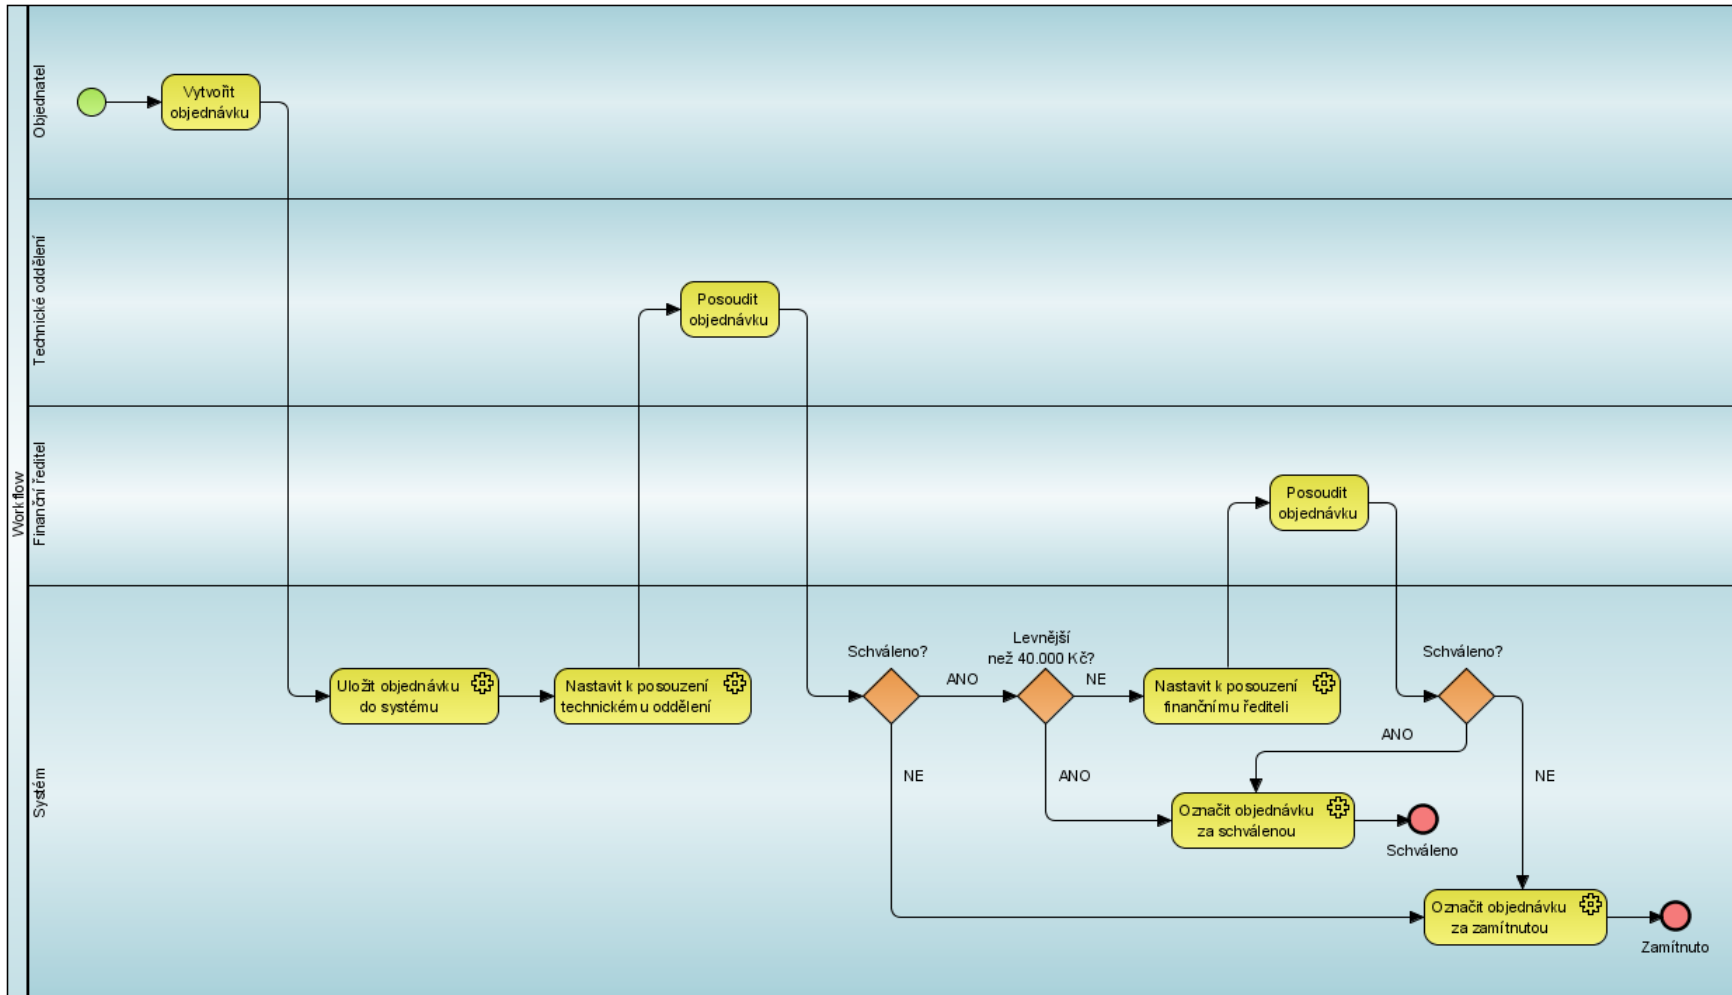 Workflow
Objednatel
Vytvořit
objednávku
Technické oddělení
Posoudit
objednávku
Finanční ředitel
Posoudit
objednávku
Systém
Uložit objednávku
do systému
Nastavit k posouzení
technickému oddělení
Schváleno?
ANO
NE
Levnější
než 40.000 Kč?
NE
ANO
Nastavit k posouzení
finančnímu řediteli
Schváleno?
ANO
NE
Označit objednávku
za schválenou
Schváleno
Označit objednávku
za zamítnutou
Zamítnuto